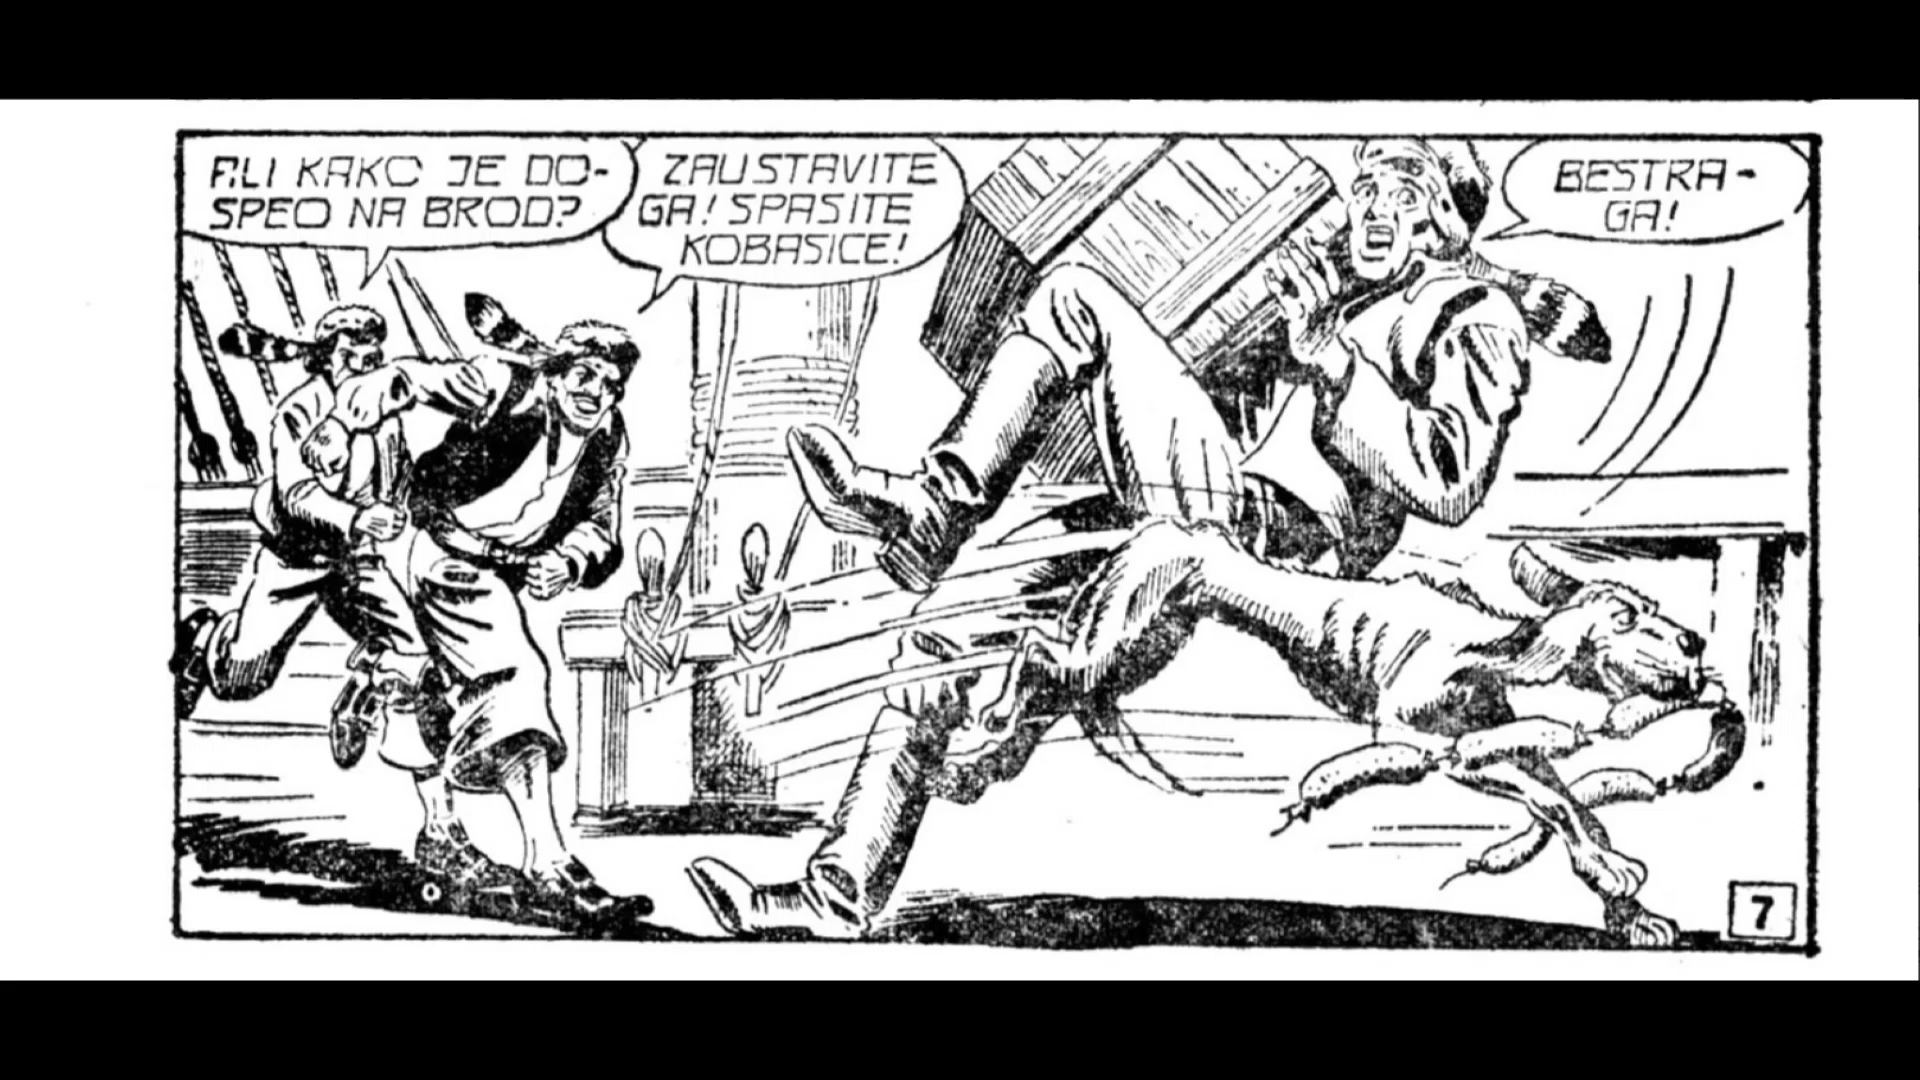 ALI KAKO JE DO-
SPEO NA BROD?
ZAUSTAVITE
GA! SPASITE
KOBASICE!
BESTRA-
GA!
7